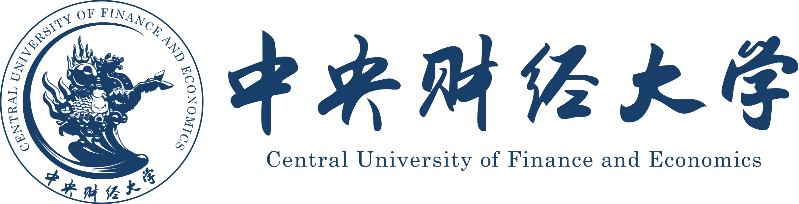 CENTRAL UNIVERSITY OF FINANCE AND ECONOMICS
中央财经大学
中央财经大学
Central University of Finance and Economics